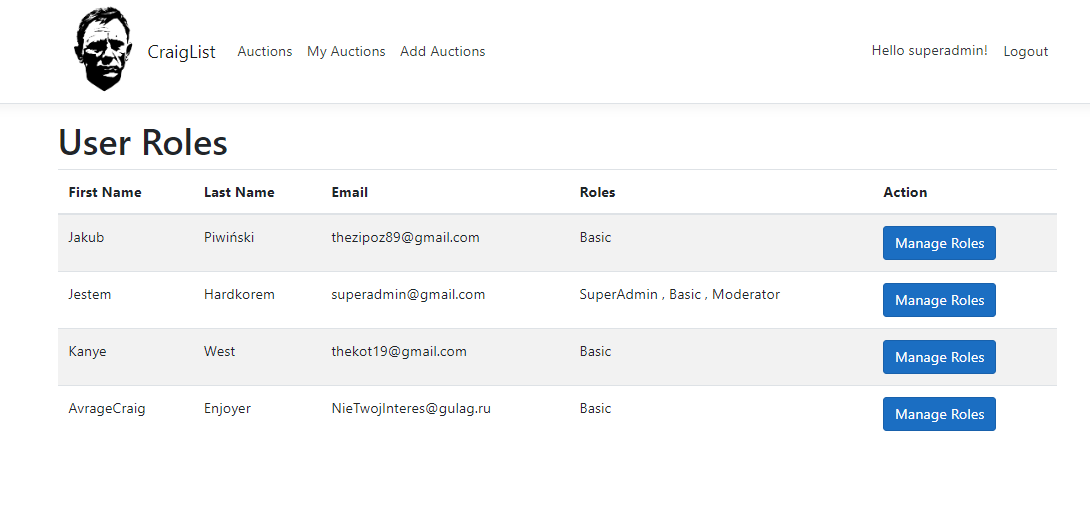 CraigList Auctions My Auctions Add Auctions Hello superadmin! Logout
User Roles
First Name Last Name Email Roles Action
Jakub Piwiński thezipoz89@gmail.com Basic Manage Roles
Jestem Hardkorem superadmin@gmail.com SuperAdmin , Basic , Moderator Manage Roles
Kanye West thekot19@gmail.com Basic Manage Roles
AvrageCraig Enjoyer NieTwojInteres@gulag.ru Basic Manage Roles